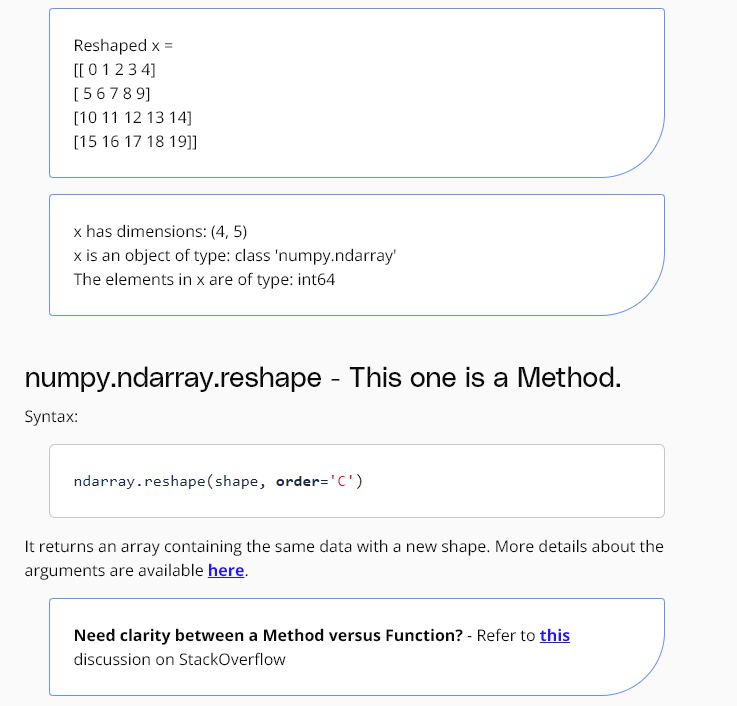 Reshaped x =
[[ 0 1 2 3 4]
[ 5 6 7 8 9]
[10 11 12 13 14]
[15 16 17 18 19]]
x has dimensions: (4, 5)
x is an object of type: class 'numpy.ndarray'
The elements in x are of type: int64
numpy.ndarray.reshape - This one is a Method.
Syntax:
ndarray.reshape(shape, order='C')
It returns an array containing the same data with a new shape. More details about the
arguments are available here.
Need clarity between a Method versus Function? - Refer to this
discussion on StackOverflow